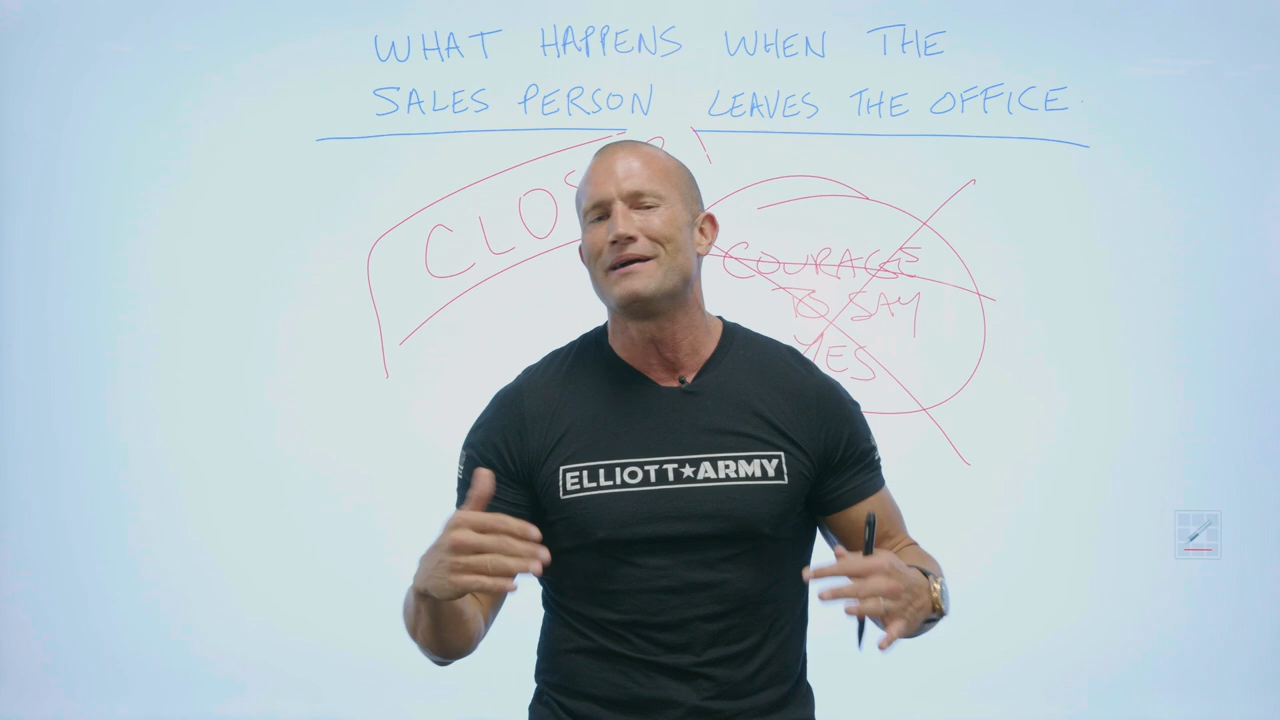 WHAT HAPPENS WHEN THE
SALES PERSON LEAVES THE OFFICE.
COURAGE
TO SAY
YES
ELLIOTT★ARMY